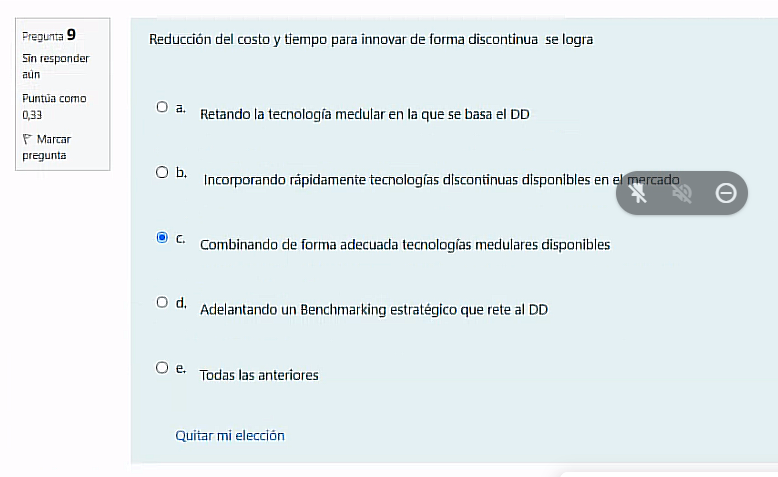 Pregunta 9
Sin responder
aún
Puntúa como
0,33
Marcar
pregunta
Reducción del costo y tiempo para innovar de forma discontinua se logra
a. Retando la tecnología medular en la que se basa el DD
b. Incorporando rápidamente tecnologías discontinuas disponibles en el mercado
c. Combinando de forma adecuada tecnologías medulares disponibles
d. Adelantando un Benchmarking estratégico que rete al DD
e. Todas las anteriores
Quitar mi elección